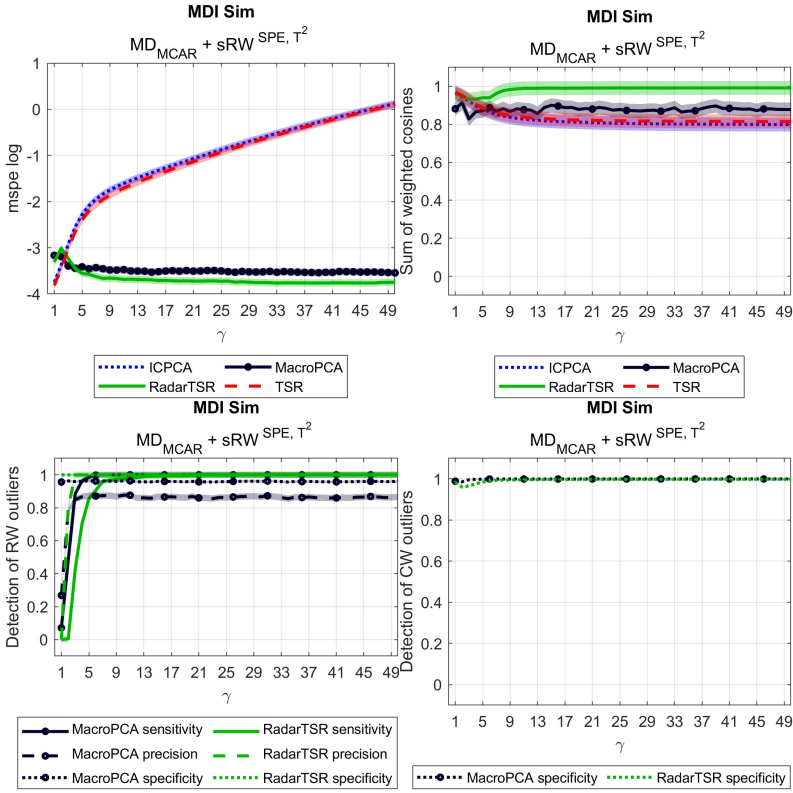 MDI Sim
MD_MCAR + sRW^SPE, T^2
1
0
-1
-2
-3
-4
mspe log
1 5 9 13 17 21 25 29 33 37 41 45 49
γ
ICPCA MacroPCA
RadarTSR TSR
MDI Sim
MD_MCAR + sRW^SPE, T^2
1
0.8
0.6
0.4
0.2
0
Sum of weighted cosines
1 5 9 13 17 21 25 29 33 37 41 45 49
γ
ICPCA MacroPCA
RadarTSR TSR
MDI Sim
MD_MCAR + sRW^SPE, T^2
1
0.8
0.6
0.4
0.2
0
Detection of RW outliers
1 5 9 13 17 21 25 29 33 37 41 45 49
γ
MacroPCA sensitivity RadarTSR sensitivity
MacroPCA precision RadarTSR precision
MacroPCA specificity RadarTSR specificity
MDI Sim
MD_MCAR + sRW^SPE, T^2
1
0.8
0.6
0.4
0.2
0
Detection of CW outliers
1 5 9 13 17 21 25 29 33 37 41 45 49
γ
MacroPCA specificity RadarTSR specificity